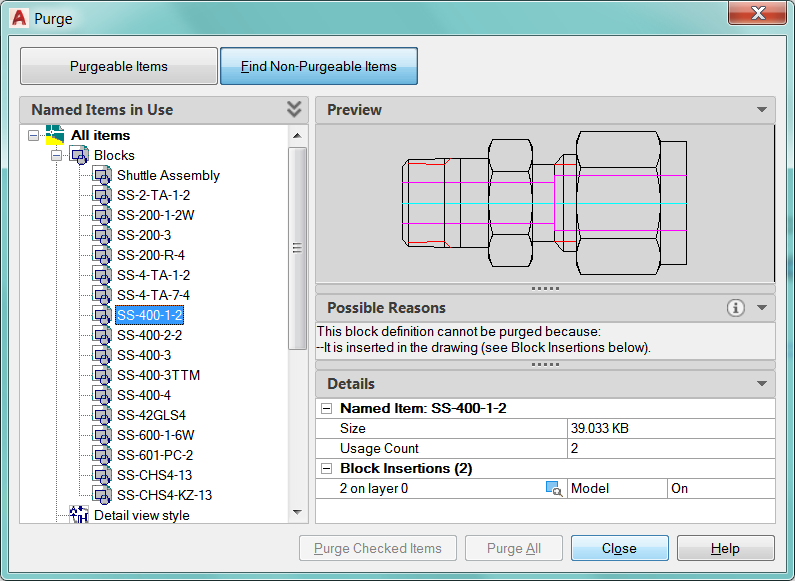 Purge
Purgeable Items
Find Non-Purgeable Items
Named Items in Use
All items
Blocks
Shuttle Assembly
SS-2-TA-1-2
SS-200-1-2W
SS-200-3
SS-200-R-4
SS-4-TA-1-2
SS-4-TA-7-4
SS-400-1-2
SS-400-2-2
SS-400-3
SS-400-3TTM
SS-400-4
SS-42GLS4
SS-600-1-6W
SS-601-PC-2
SS-CHS4-13
SS-CHS4-KZ-13
Detail view style
Preview
Possible Reasons
This block definition cannot be purged because:
--It is inserted in the drawing (see Block Insertions below).
Details
Named Item: SS-400-1-2
Size 39.033 KB
Usage Count 2
Block Insertions (2)
2 on layer 0 Model On
Purge Checked Items
Purge All
Close
Help